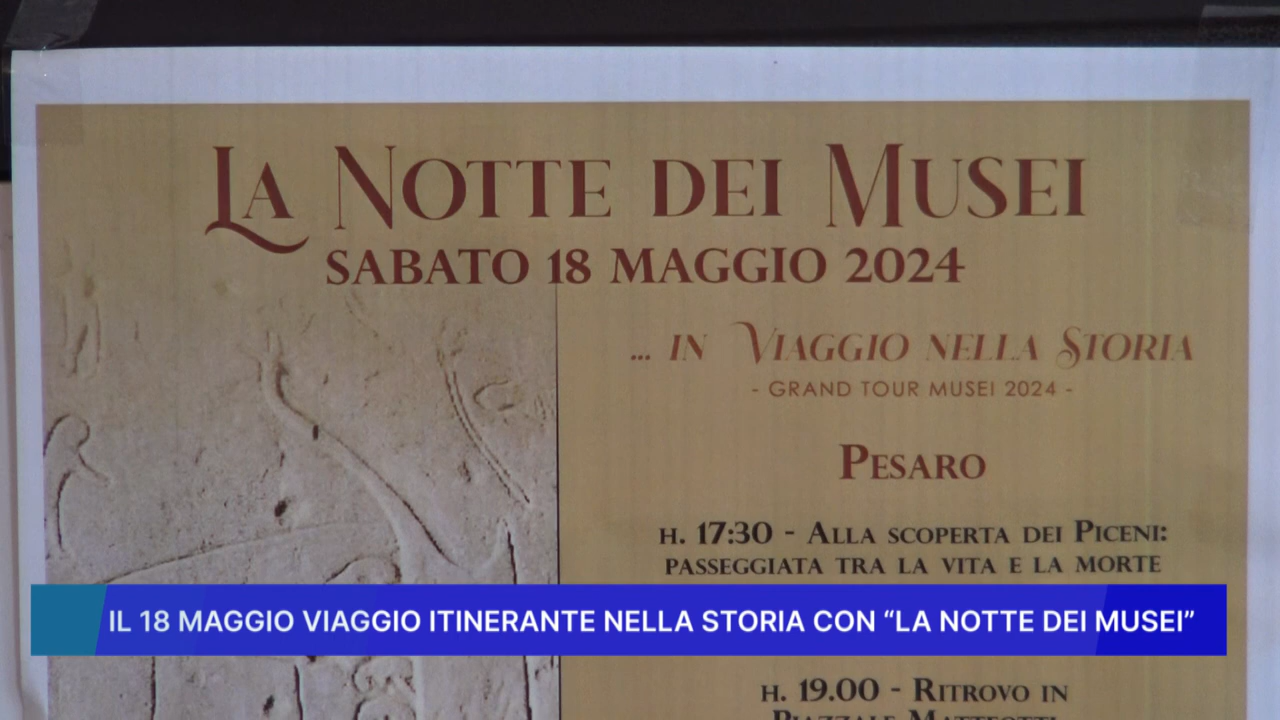 La Notte dei Musei
SABATO 18 MAGGIO 2024
... in Viaggio nella Storia
- GRAND TOUR MUSEI 2024 -
Pesaro
h. 17:30 - Alla scoperta dei Piceni:
passeggiata tra la vita e la morte
IL 18 MAGGIO VIAGGIO ITINERANTE NELLA STORIA CON “LA NOTTE DEI MUSEI”
h. 19.00 - Ritrovo in
Piazzale Matteotti